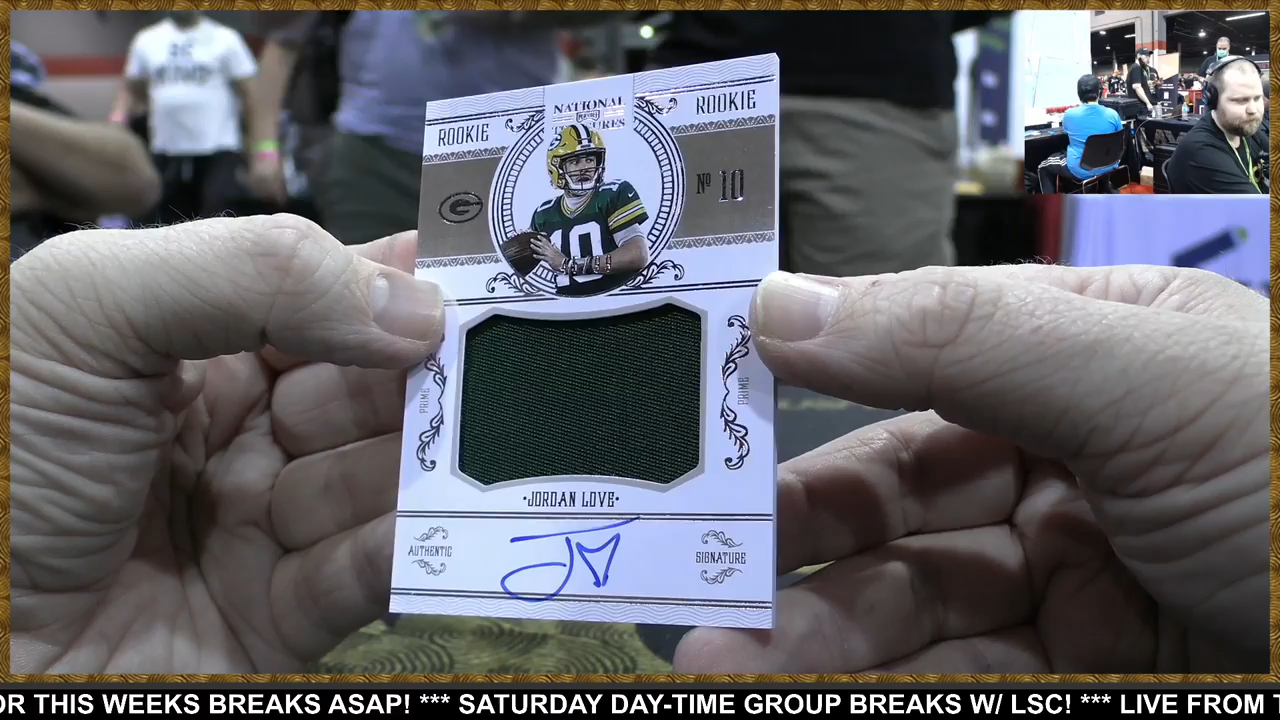 NATIONAL
ROOKIE
ROOKIE
Nº 10
10
PRIME
PRIME
•JORDAN LOVE•
AUTHENTIC
SIGNATURE
OR THIS WEEKS BREAKS ASAP! *** SATURDAY DAY-TIME GROUP BREAKS W/ LSC! *** LIVE FROM T